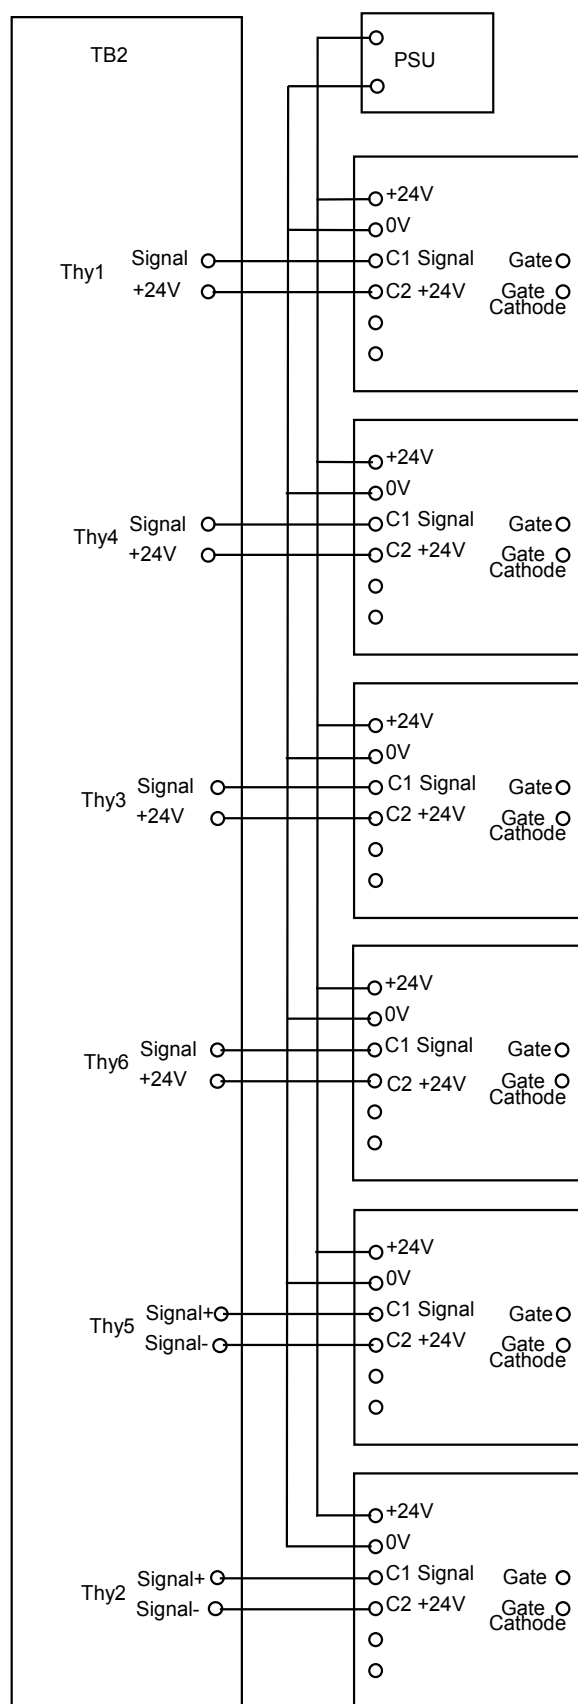 TB2
PSU
+24V
0V
Thy1
Signal
+24V
C1 Signal
C2 +24V
Gate
Gate
Cathode
+24V
0V
Thy4
Signal
+24V
C1 Signal
C2 +24V
Gate
Gate
Cathode
+24V
0V
Thy3
Signal
+24V
C1 Signal
C2 +24V
Gate
Gate
Cathode
+24V
0V
Thy6
Signal
+24V
C1 Signal
C2 +24V
Gate
Gate
Cathode
+24V
0V
Thy5
Signal+
Signal-
C1 Signal
C2 +24V
Gate
Gate
Cathode
+24V
0V
Thy2
Signal+
Signal-
C1 Signal
C2 +24V
Gate
Gate
Cathode